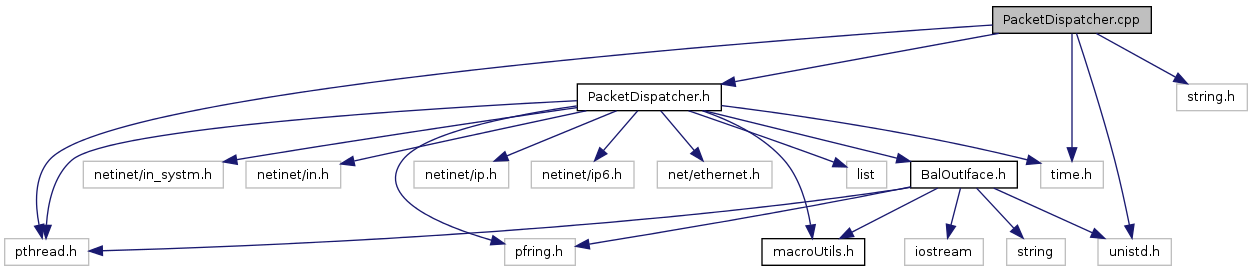 PacketDispatcher.cpp
PacketDispatcher.h
string.h
netinet/in_systm.h
netinet/in.h
netinet/ip.h
netinet/ip6.h
net/ethernet.h
list
BalOutIface.h
time.h
pthread.h
pfring.h
macroUtils.h
iostream
string
unistd.h